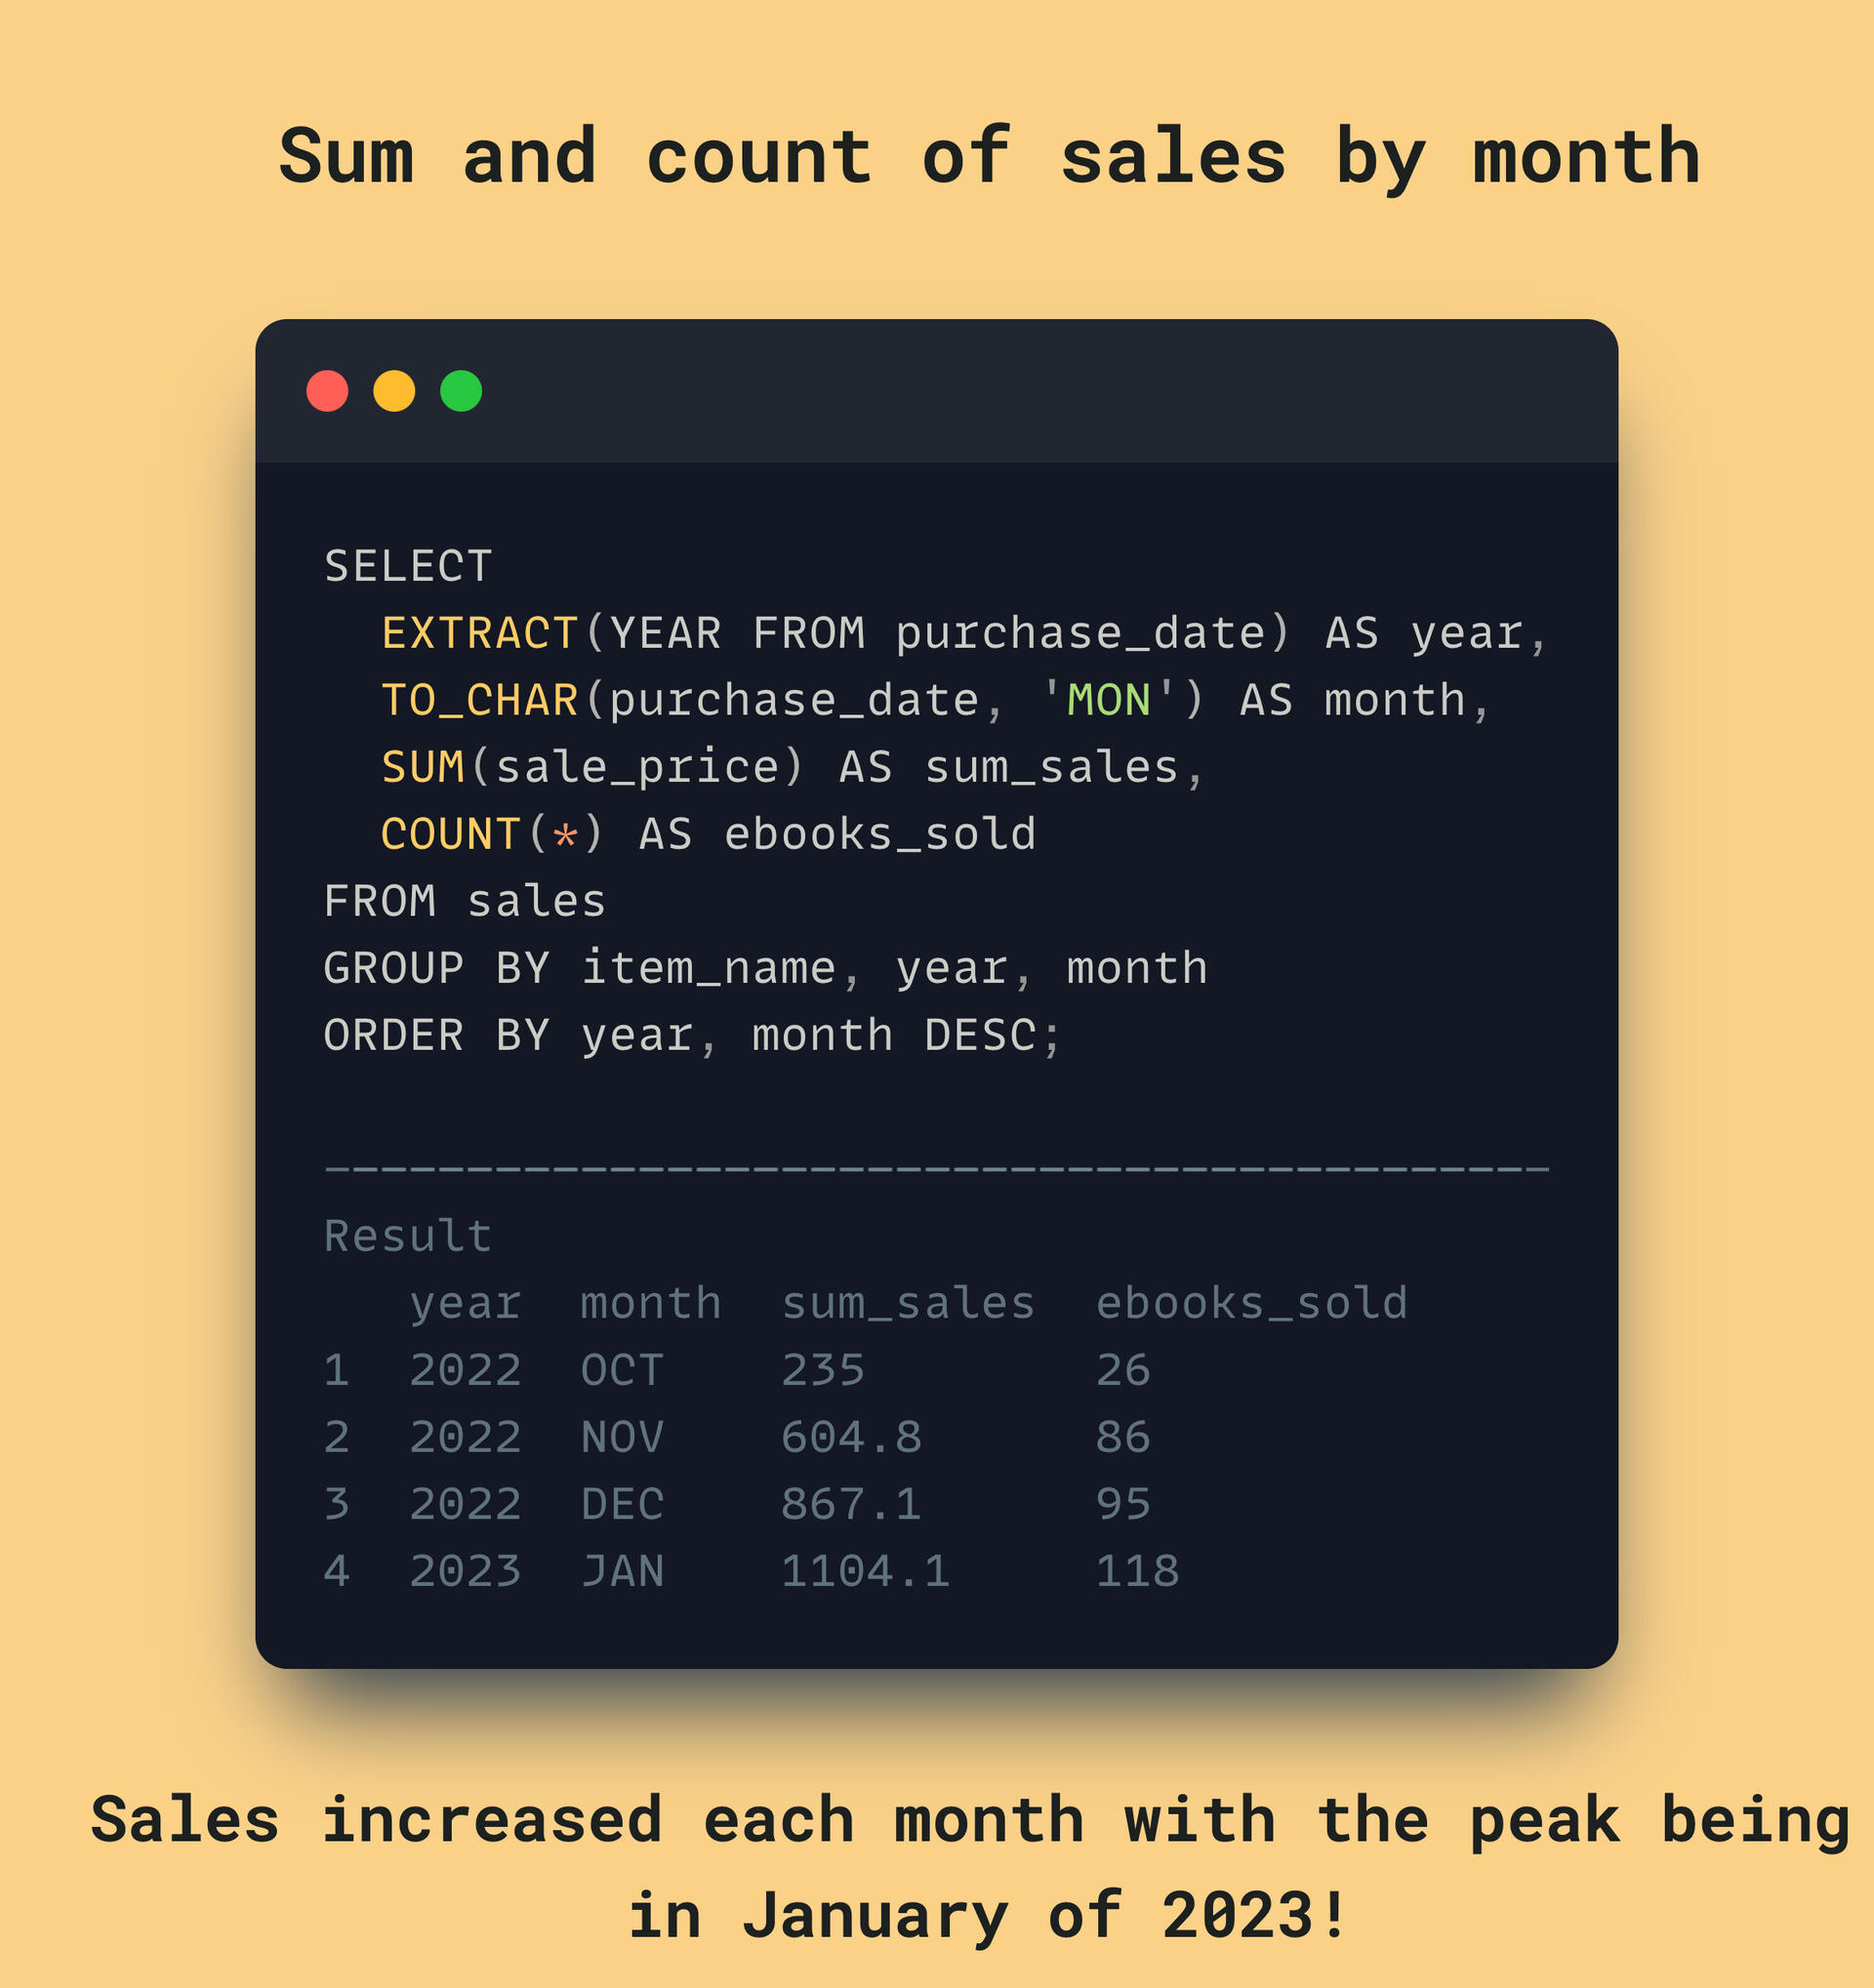 Sum and count of sales by month
SELECT
  EXTRACT(YEAR FROM purchase_date) AS year,
  TO_CHAR(purchase_date, 'MON') AS month,
  SUM(sale_price) AS sum_sales,
  COUNT(*) AS ebooks_sold
FROM sales
GROUP BY item_name, year, month
ORDER BY year, month DESC;
-------------------------------------------
Result
   year  month  sum_sales  ebooks_sold
1  2022  OCT    235        26
2  2022  NOV    604.8      86
3  2022  DEC    867.1      95
4  2023  JAN    1104.1     118
Sales increased each month with the peak being
in January of 2023!